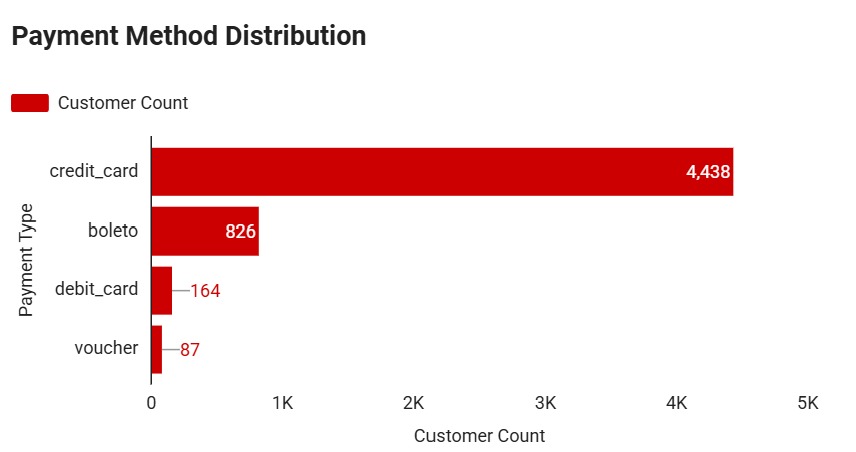 Payment Method Distribution
Customer Count
Payment Type
credit_card
4,438
boleto
826
debit_card
164
voucher
87
0 1K 2K 3K 4K 5K
Customer Count